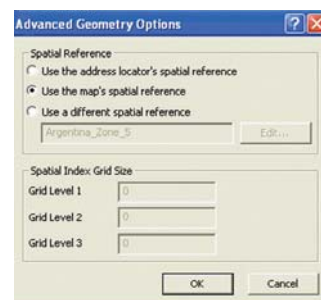 Advanced Geometry Options
Spatial Reference
Use the address locator's spatial reference
Use the map's spatial reference
Use a different spatial reference
Argentina_Zone_5
Edit...
Spatial Index Grid Size
Grid Level 1
0
Grid Level 2
0
Grid Level 3
0
OK
Cancel